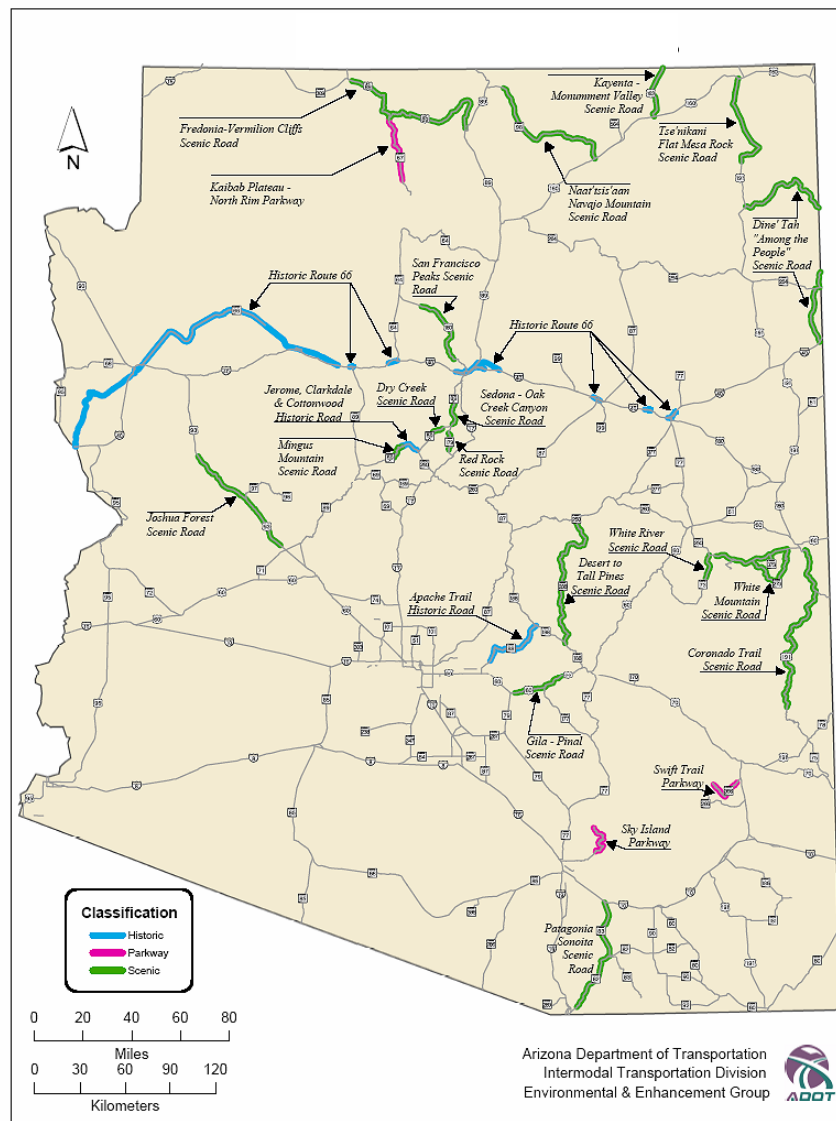 Kayenta -
Monumment Valley
Scenic Road
Fredonia-Vermilion Cliffs
Scenic Road
Tse'nikani
Flat Mesa Rock
Scenic Road
Kaibab Plateau -
North Rim Parkway
Naat'tsis'aan
Navajo Mountain
Scenic Road
Dine' Tah
"Among the
People"
Scenic Road
N
San Francisco
Peaks Scenic
Road
Historic Route 66
Historic Route 66
Jerome, Clarkdale
& Cottonwood
Historic Road
Dry Creek
Scenic Road
Sedona - Oak
Creek Canyon
Scenic Road
Mingus
Mountain
Scenic Road
Red Rock
Scenic Road
Joshua Forest
Scenic Road
White River
Scenic Road
Desert to
Tall Pines
Scenic Road
White
Mountain
Scenic Road
Apache Trail
Historic Road
Coronado Trail
Scenic Road
Gila - Pinal
Scenic Road
Swift Trail
Parkway
Sky Island
Parkway
Patagonia
Sonoita
Scenic
Road
Classification
Historic
Parkway
Scenic
0 20 40 60 80
Miles
0 30 60 90 120
Kilometers
Arizona Department of Transportation
Intermodal Transportation Division
Environmental & Enhancement Group
ADOT